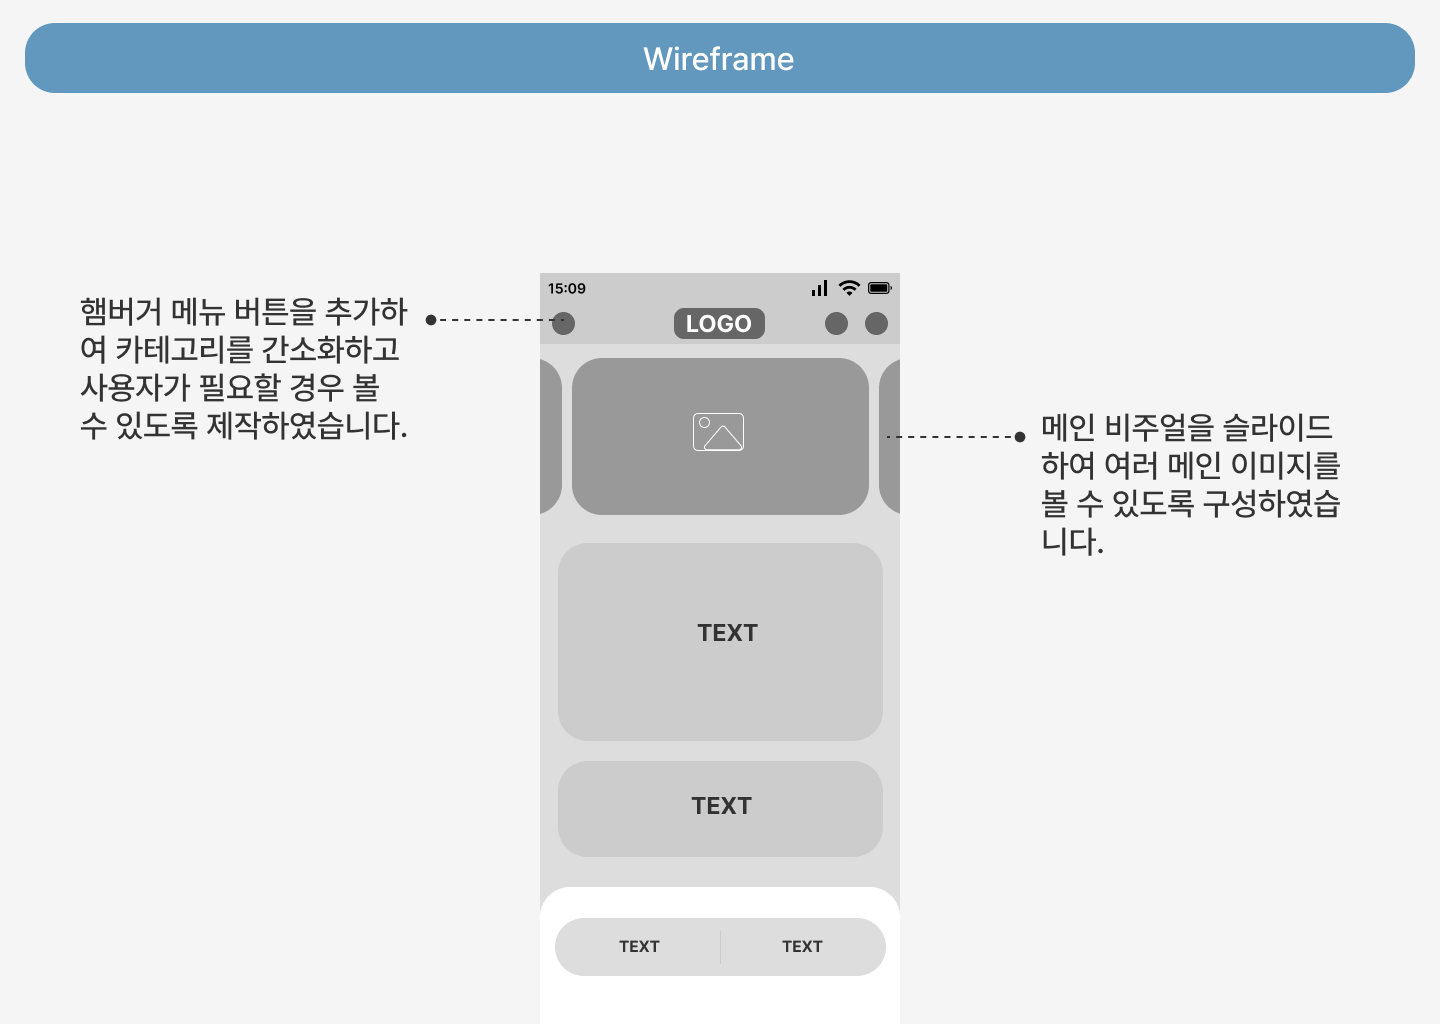 Wireframe
햄버거 메뉴 버튼을 추가하
여 카테고리를 간소화하고
사용자가 필요할 경우 볼
수 있도록 제작하였습니다.
15:09
LOGO
메인 비주얼을 슬라이드
하여 여러 메인 이미지를
볼 수 있도록 구성하였습
니다.
TEXT
TEXT
TEXT
TEXT